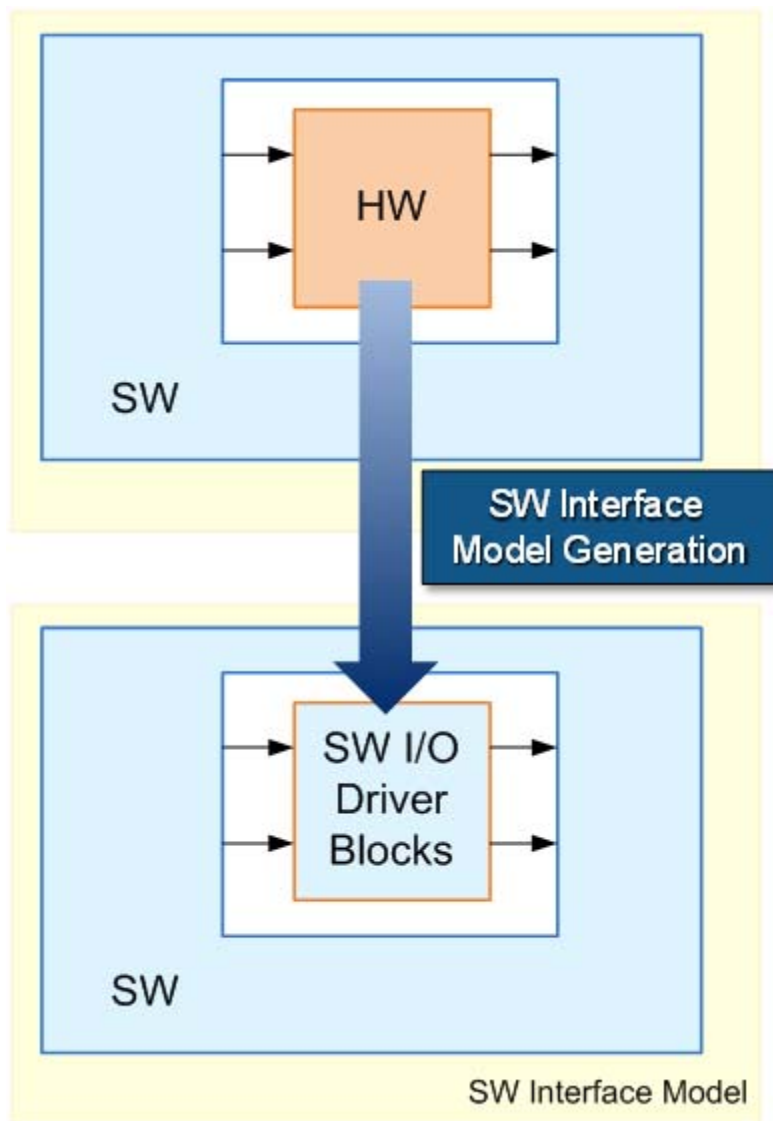 HW
SW
SW Interface
Model Generation
SW I/O
Driver
Blocks
SW
SW Interface Model